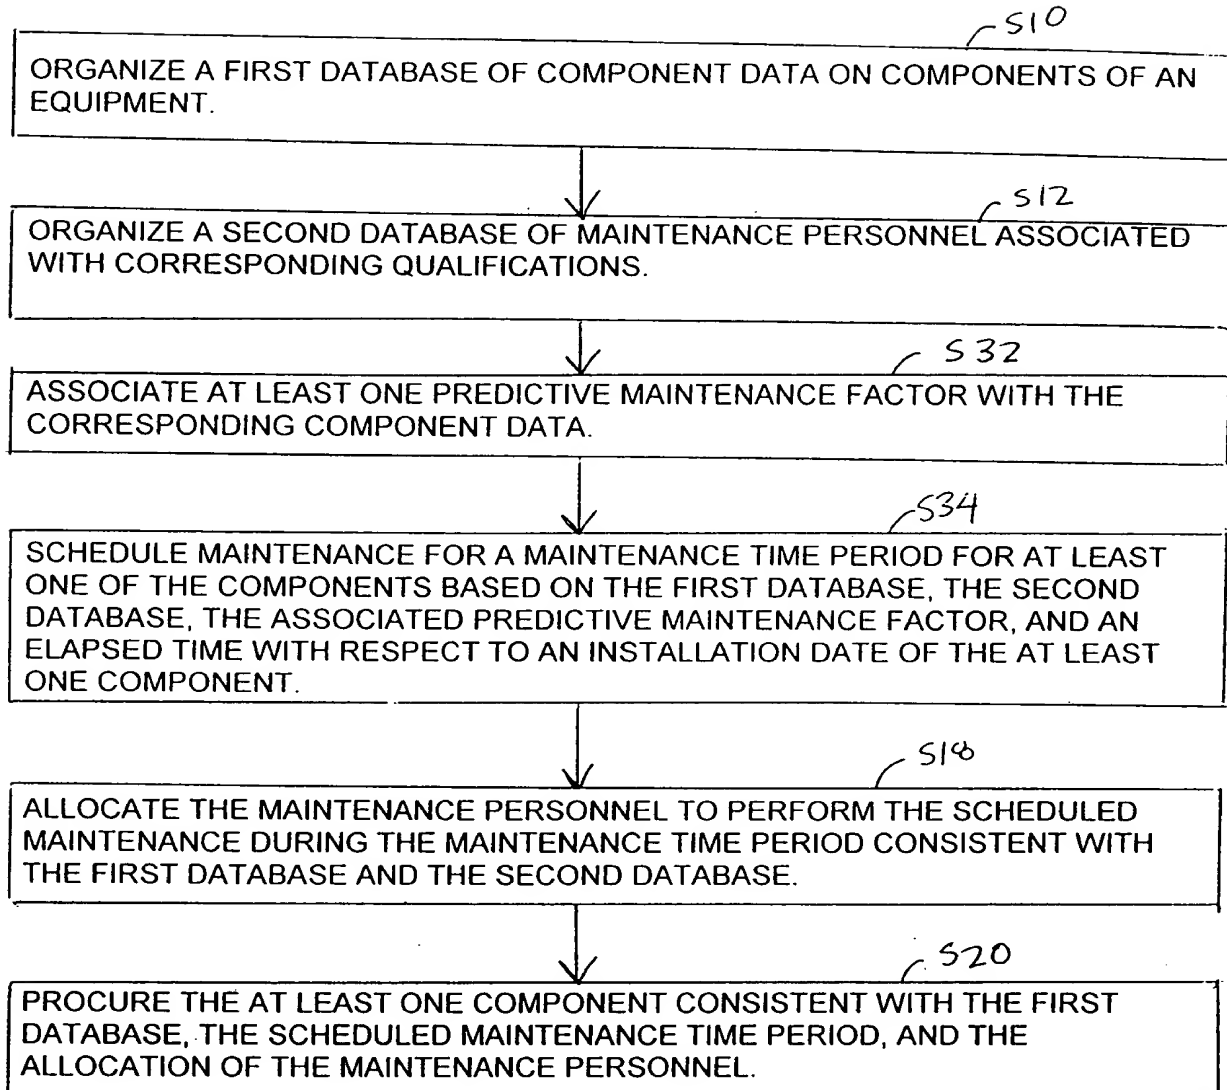 S10
ORGANIZE A FIRST DATABASE OF COMPONENT DATA ON COMPONENTS OF AN
EQUIPMENT.
S12
ORGANIZE A SECOND DATABASE OF MAINTENANCE PERSONNEL ASSOCIATED
WITH CORRESPONDING QUALIFICATIONS.
S32
ASSOCIATE AT LEAST ONE PREDICTIVE MAINTENANCE FACTOR WITH THE
CORRESPONDING COMPONENT DATA.
S34
SCHEDULE MAINTENANCE FOR A MAINTENANCE TIME PERIOD FOR AT LEAST
ONE OF THE COMPONENTS BASED ON THE FIRST DATABASE, THE SECOND
DATABASE, THE ASSOCIATED PREDICTIVE MAINTENANCE FACTOR, AND AN
ELAPSED TIME WITH RESPECT TO AN INSTALLATION DATE OF THE AT LEAST
ONE COMPONENT.
S18
ALLOCATE THE MAINTENANCE PERSONNEL TO PERFORM THE SCHEDULED
MAINTENANCE DURING THE MAINTENANCE TIME PERIOD CONSISTENT WITH
THE FIRST DATABASE AND THE SECOND DATABASE.
S20
PROCURE THE AT LEAST ONE COMPONENT CONSISTENT WITH THE FIRST
DATABASE, THE SCHEDULED MAINTENANCE TIME PERIOD, AND THE
ALLOCATION OF THE MAINTENANCE PERSONNEL.